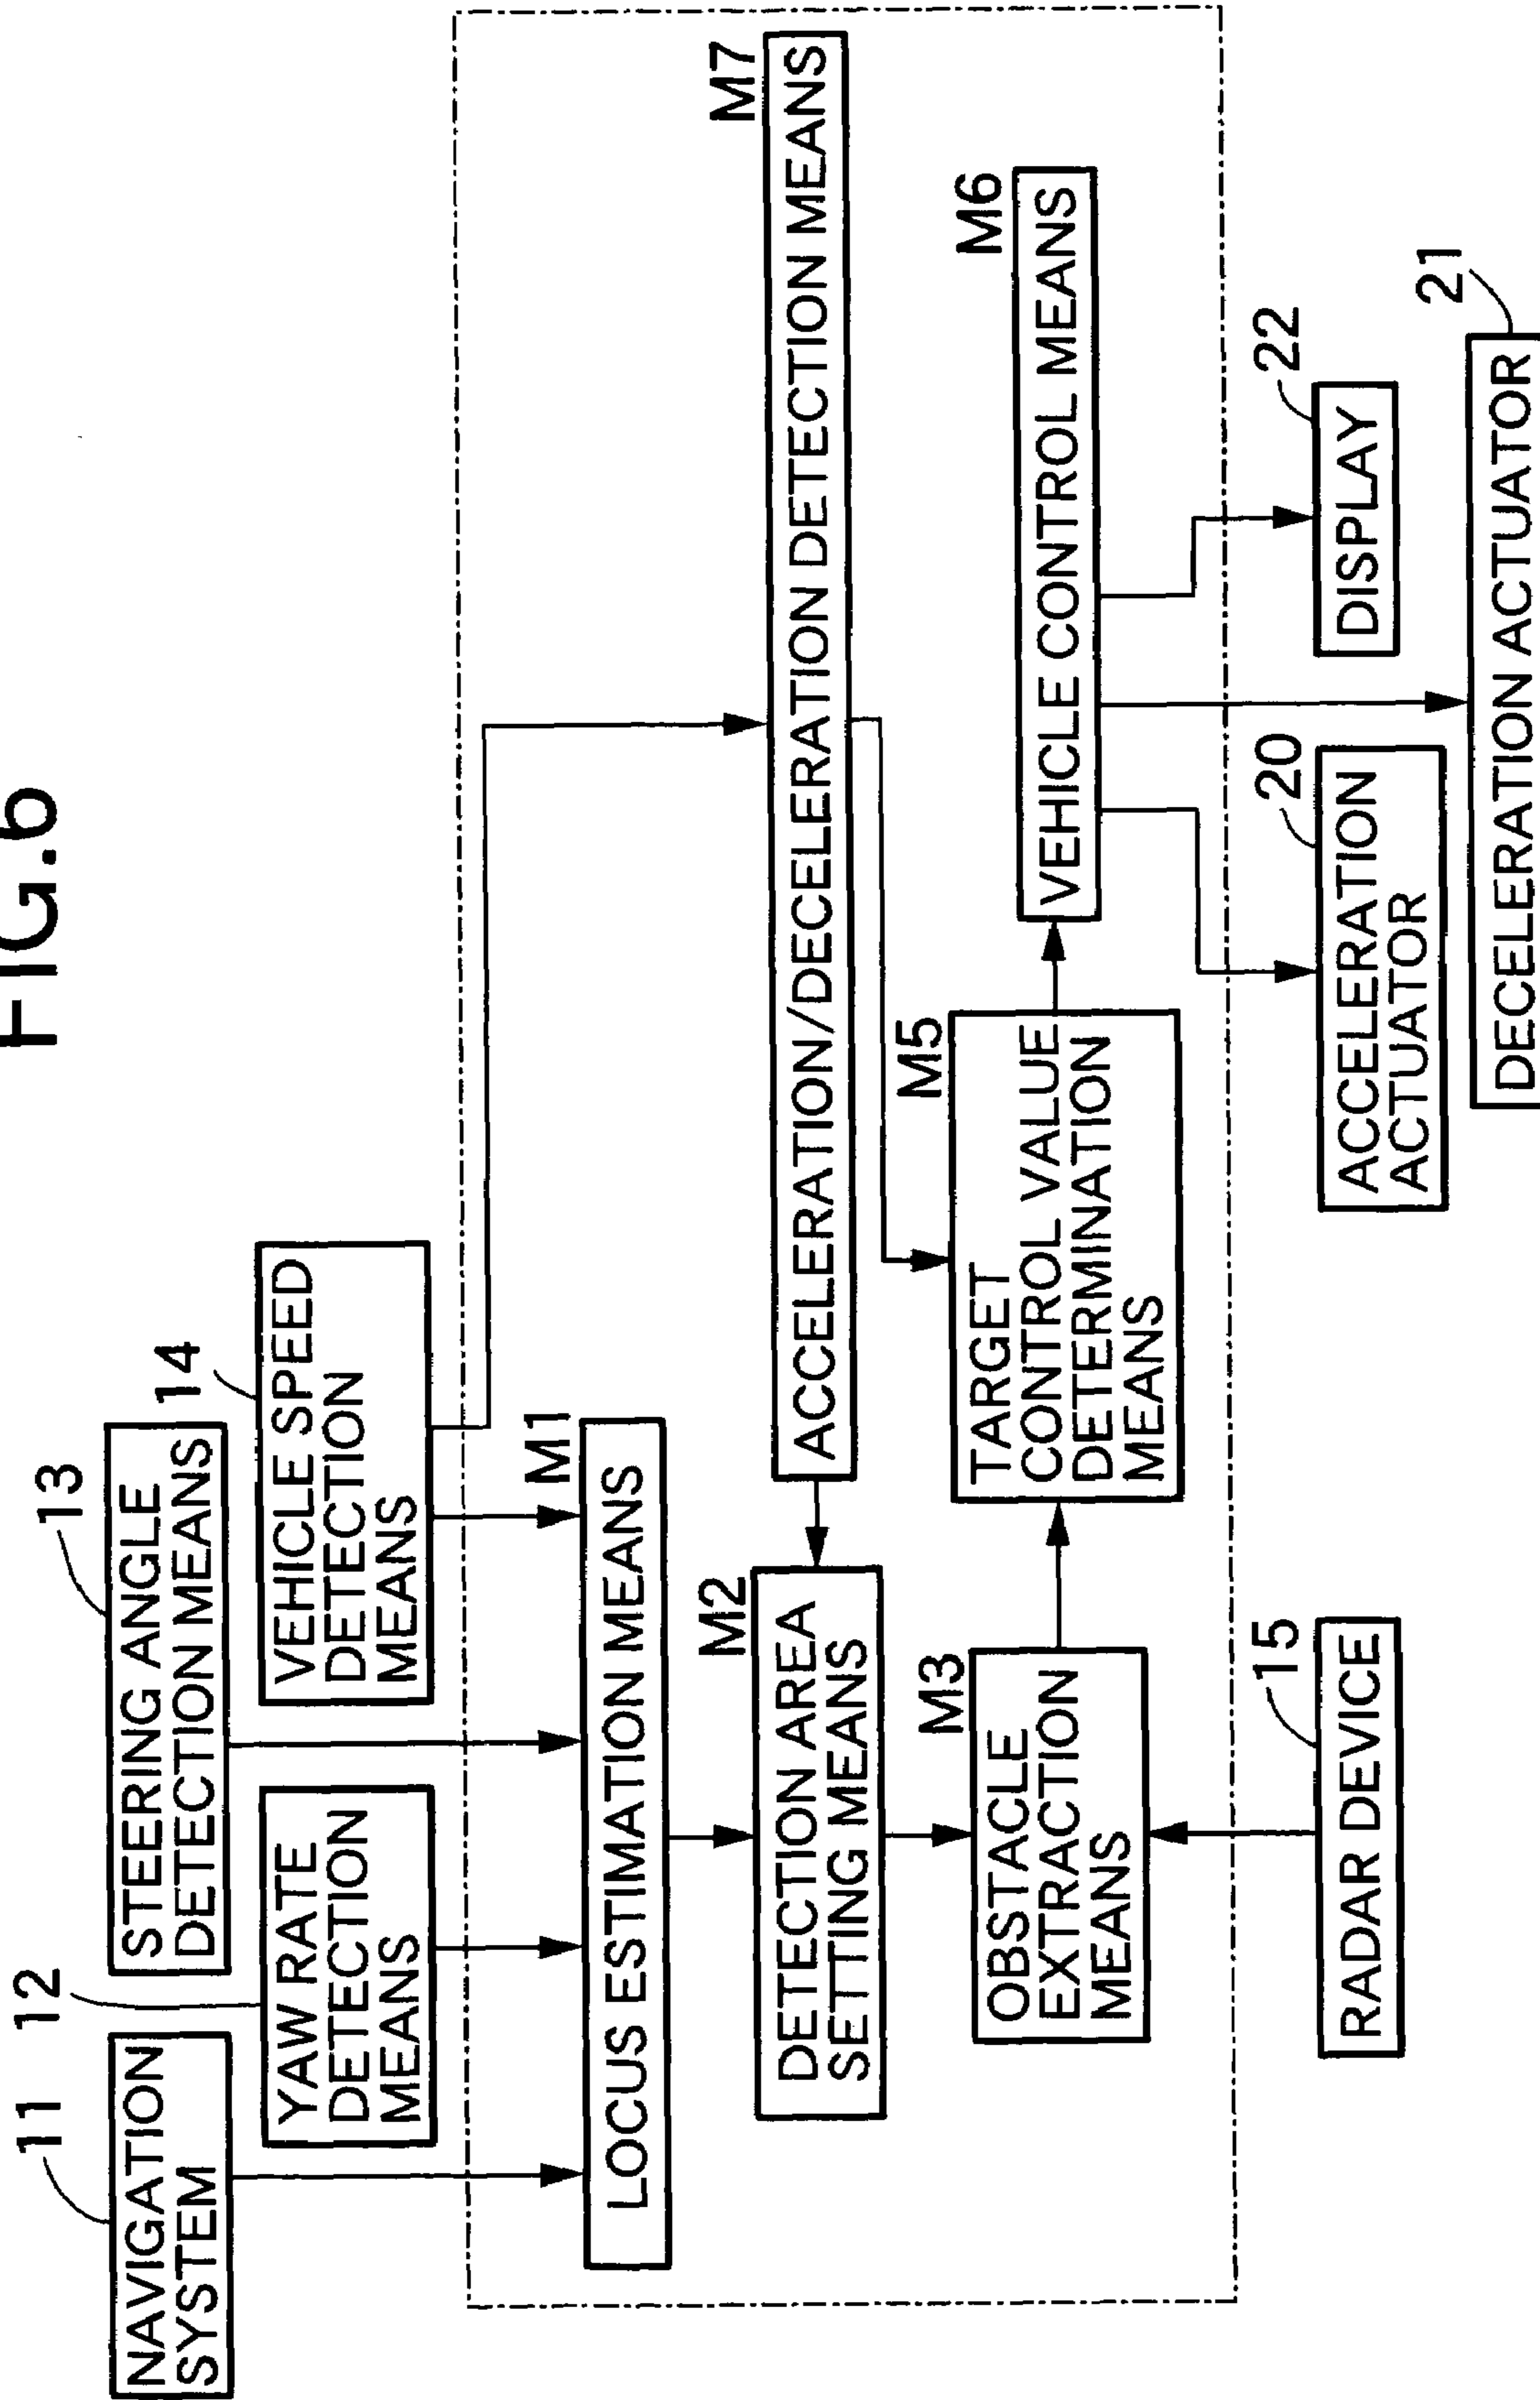 FIG.6
11
NAVIGATION
SYSTEM
12
YAW RATE
DETECTION
MEANS
13
STEERING ANGLE
DETECTION MEANS
14
VEHICLE SPEED
DETECTION
MEANS
M1
LOCUS ESTIMATION MEANS
M7
ACCELERATION/DECELERATION DETECTION MEANS
M2
DETECTION AREA
SETTING MEANS
M3
OBSTACLE
EXTRACTION
MEANS
M5
TARGET
CONTROL VALUE
DETERMINATION
MEANS
M6
VEHICLE CONTROL MEANS
15
RADAR DEVICE
20
ACCELERATION
ACTUATOR
22
DISPLAY
21
DECELERATION ACTUATOR